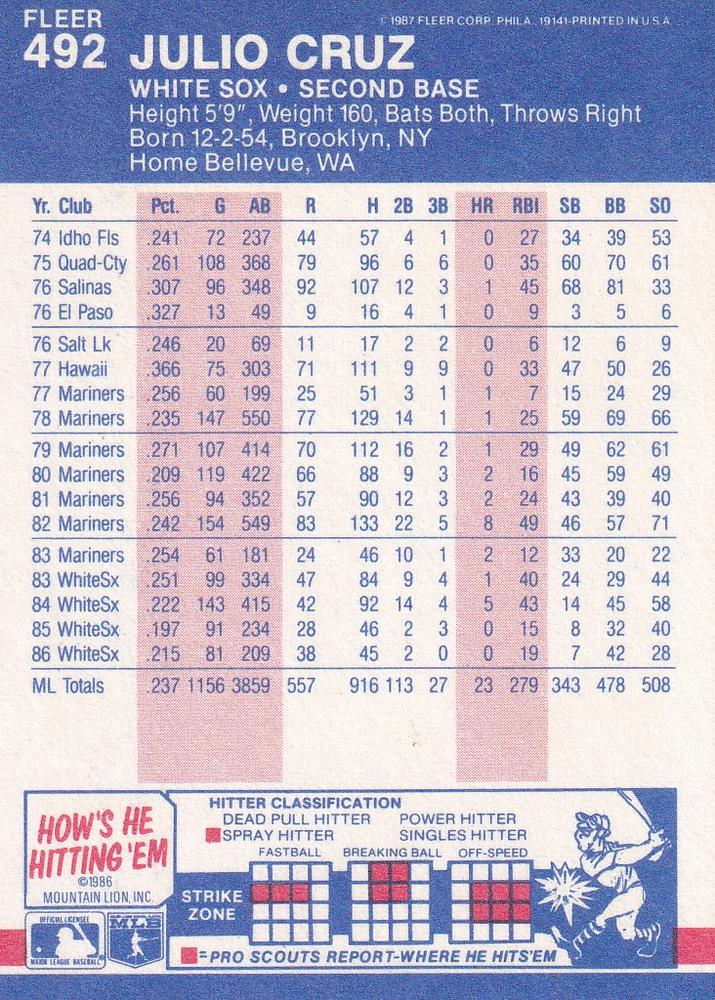 FLEER
492
© 1987 FLEER CORP. PHILA., 19141-PRINTED IN U S A
JULIO CRUZ
WHITE SOX • SECOND BASE
Height 5'9", Weight 160, Bats Both, Throws Right
Born 12-2-54, Brooklyn, NY
Home Bellevue, WA
Yr. Club Pct. G AB R H 2B 3B HR RBI SB BB SO
74 Idho Fls .241 72 237 44 57 4 1 0 27 34 39 53
75 Quad-Cty .261 108 368 79 96 6 6 0 35 60 70 61
76 Salinas .307 96 348 92 107 12 3 1 45 68 81 33
76 El Paso .327 13 49 9 16 4 1 0 9 3 5 6
76 Salt Lk .246 20 69 11 17 2 2 0 6 12 6 9
77 Hawaii .366 75 303 71 111 9 9 0 33 47 50 26
77 Mariners .256 60 199 25 51 3 1 1 7 15 24 29
78 Mariners .235 147 550 77 129 14 1 1 25 59 69 66
79 Mariners .271 107 414 70 112 16 2 1 29 49 62 61
80 Mariners .209 119 422 66 88 9 3 2 16 45 59 49
81 Mariners .256 94 352 57 90 12 3 2 24 43 39 40
82 Mariners .242 154 549 83 133 22 5 8 49 46 57 71
83 Mariners .254 61 181 24 46 10 1 2 12 33 20 22
83 WhiteSx .251 99 334 47 84 9 4 1 40 24 29 44
84 WhiteSx .222 143 415 42 92 14 4 5 43 14 45 58
85 WhiteSx .197 91 234 28 46 2 3 0 15 8 32 40
86 WhiteSx .215 81 209 38 45 2 0 0 19 7 42 28
ML Totals .237 1156 3859 557 916 113 27 23 279 343 478 508
HOW'S HE
HITTING 'EM
©1986
MOUNTAIN LION, INC.
OFFICIAL LICENSEE
MAJOR LEAGUE BASEBALL
MLB
HITTER CLASSIFICATION
DEAD PULL HITTER POWER HITTER
SPRAY HITTER SINGLES HITTER
FASTBALL BREAKING BALL OFF-SPEED
STRIKE
ZONE
=PRO SCOUTS REPORT-WHERE HE HITS'EM